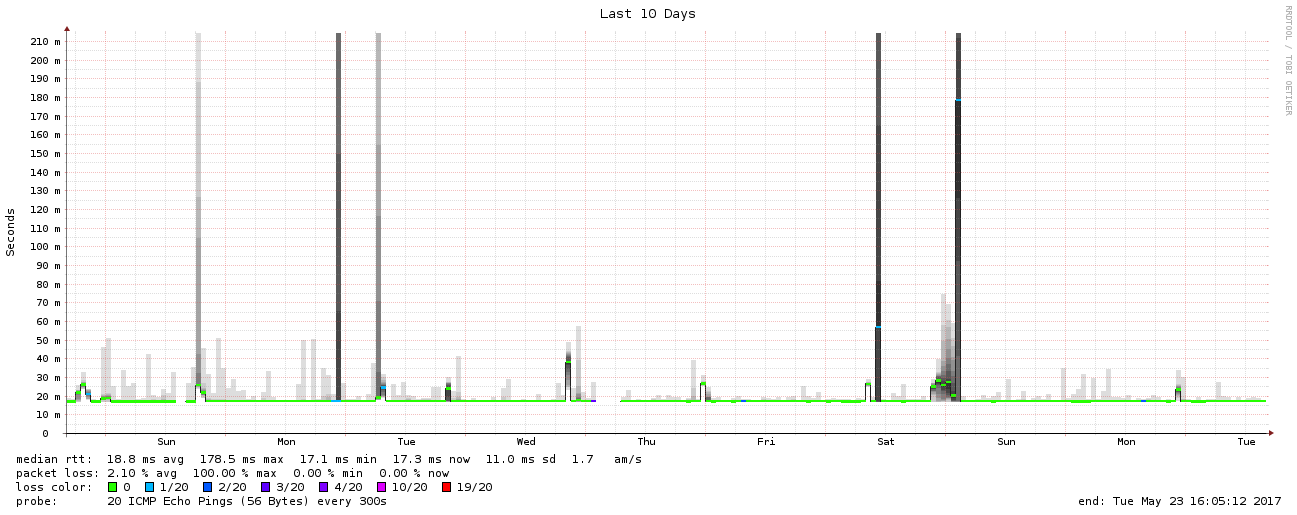 Last 10 Days
RRDTOOL / TOBI OETIKER
Seconds
210 m
200 m
190 m
180 m
170 m
160 m
150 m
140 m
130 m
120 m
110 m
100 m
90 m
80 m
70 m
60 m
50 m
40 m
30 m
20 m
10 m
0
Sun Mon Tue Wed Thu Fri Sat Sun Mon Tue
median rtt: 18.8 ms avg 178.5 ms max 17.1 ms min 17.3 ms now 11.0 ms sd 1.7 am/s
packet loss: 2.10 % avg 100.00 % max 0.00 % min 0.00 % now
loss color: 0 1/20 2/20 3/20 4/20 10/20 19/20
probe: 20 ICMP Echo Pings (56 Bytes) every 300s end: Tue May 23 16:05:12 2017